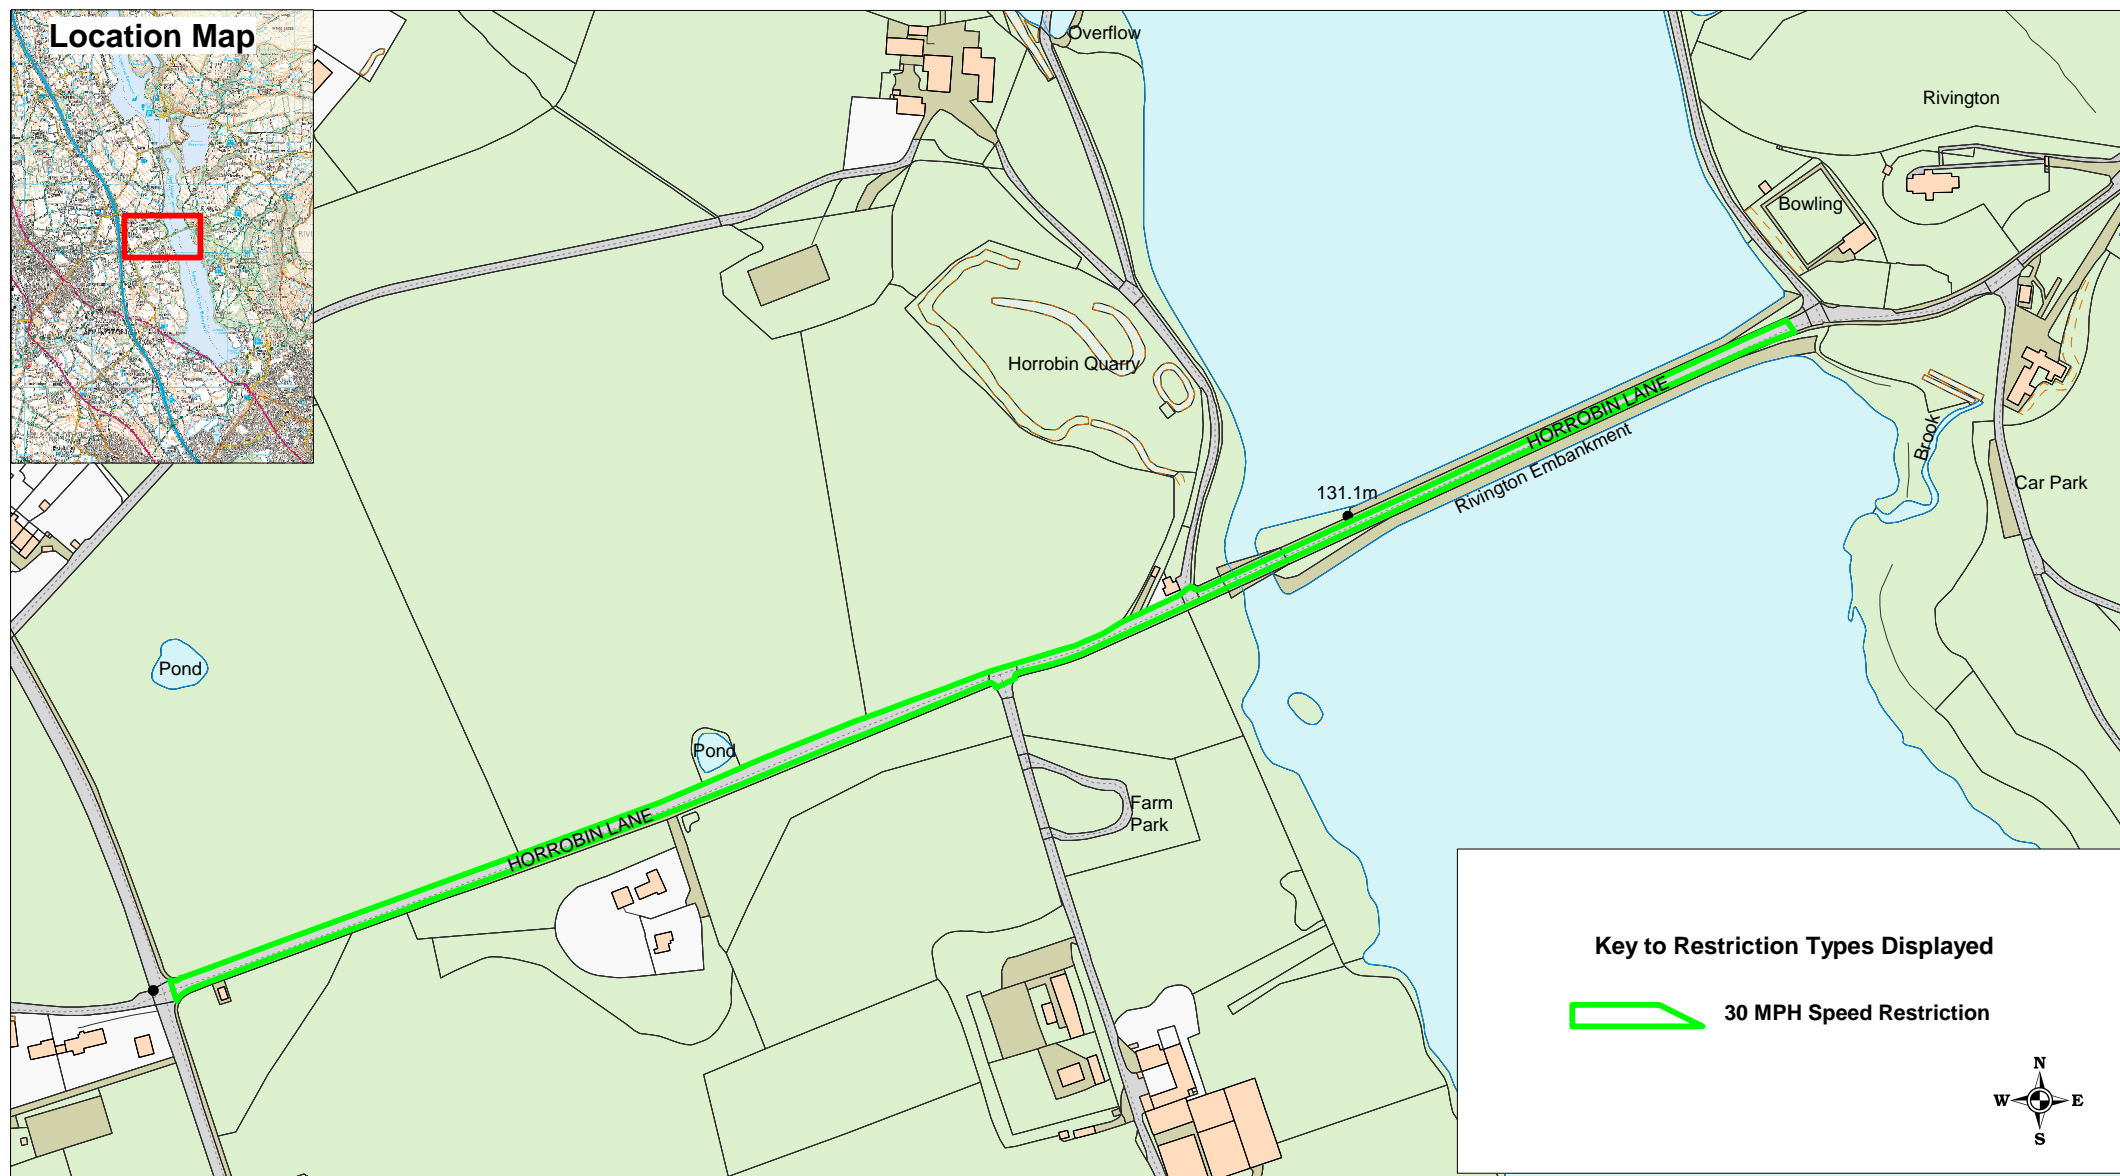 Location Map
Overflow
Rivington
Bowling
Horrobin Quarry
HORROBIN LANE
Rivington Embankment
131.1m
Brook
Car Park
Pond
Pond
HORROBIN LANE
Farm
Park
Key to Restriction Types Displayed
30 MPH Speed Restriction
N
W
E
S